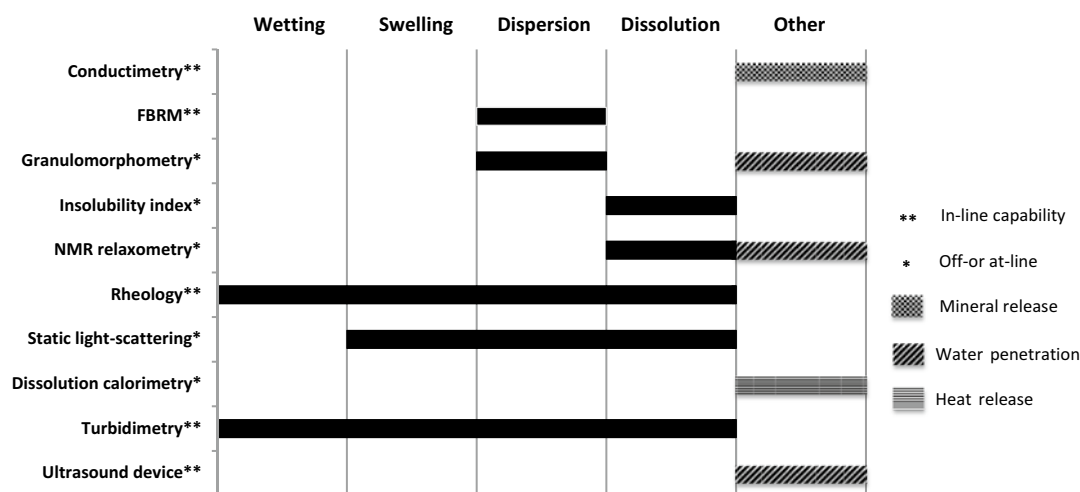 Wetting Swelling Dispersion Dissolution Other
Conductimetry**
FBRM**
Granulomorphometry*
Insolubility index*
NMR relaxometry*
Rheology**
Static light-scattering*
Dissolution calorimetry*
Turbidimetry**
Ultrasound device**
** In-line capability
* Off-or at-line
Mineral release
Water penetration
Heat release